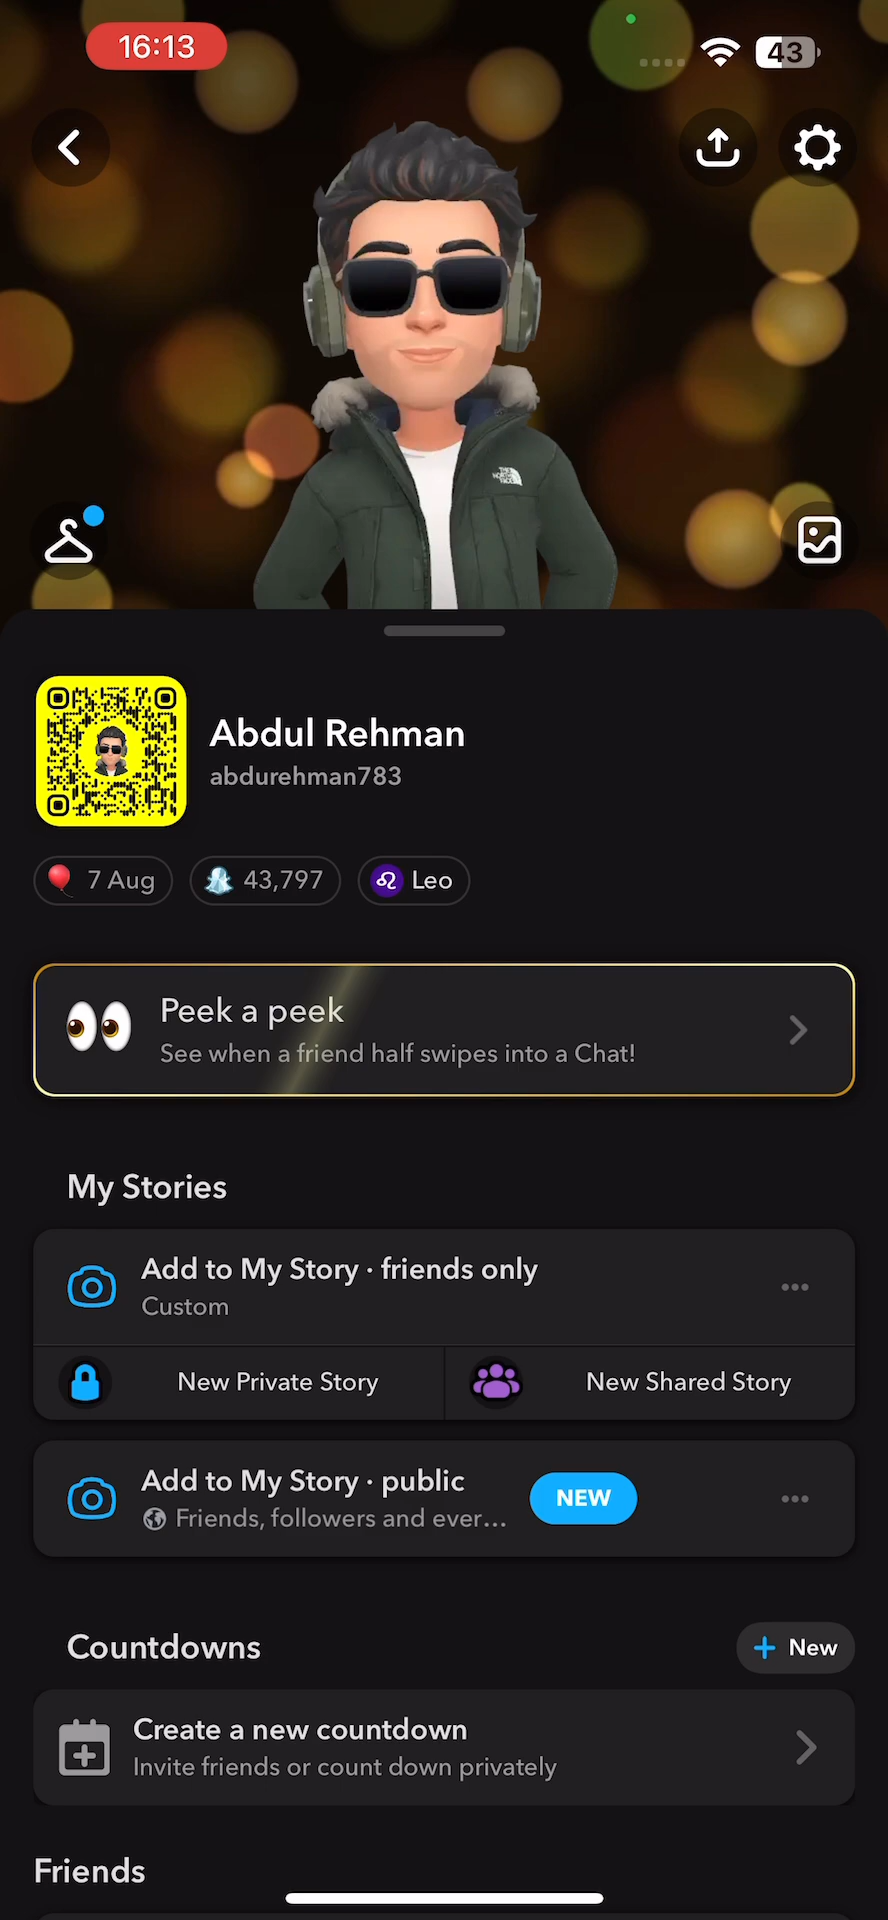 16:13
43
THE
NORTH
FACE
Abdul Rehman
abdurehman783
7 Aug
43,797
Leo
Peek a peek
See when a friend half swipes into a Chat!
My Stories
Add to My Story · friends only
Custom
New Private Story
New Shared Story
Add to My Story · public
Friends, followers and ever...
NEW
Countdowns
+ New
Create a new countdown
Invite friends or count down privately
Friends